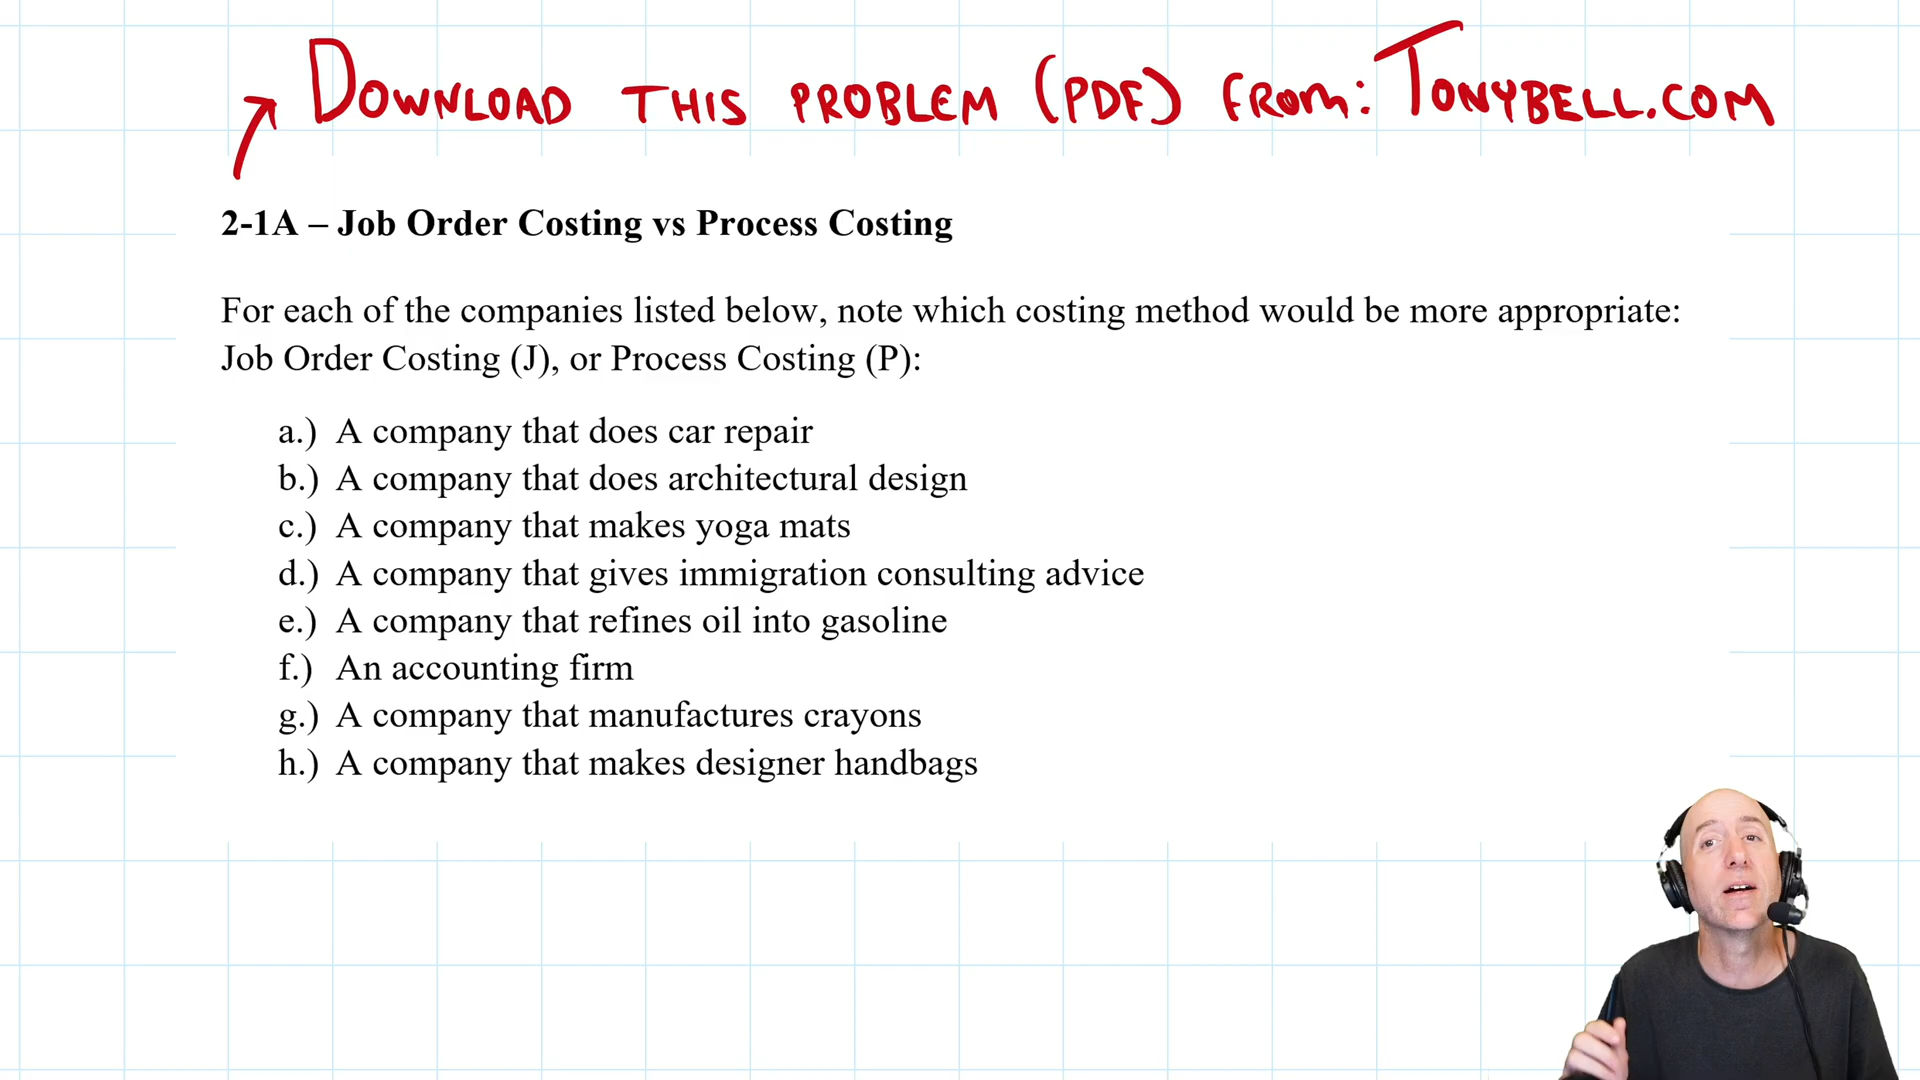 DOWNLOAD THIS PROBLEM (PDF) FROM: TONYBELL.COM
2-1A – Job Order Costing vs Process Costing
For each of the companies listed below, note which costing method would be more appropriate:
Job Order Costing (J), or Process Costing (P):
a.) A company that does car repair
b.) A company that does architectural design
c.) A company that makes yoga mats
d.) A company that gives immigration consulting advice
e.) A company that refines oil into gasoline
f.) An accounting firm
g.) A company that manufactures crayons
h.) A company that makes designer handbags